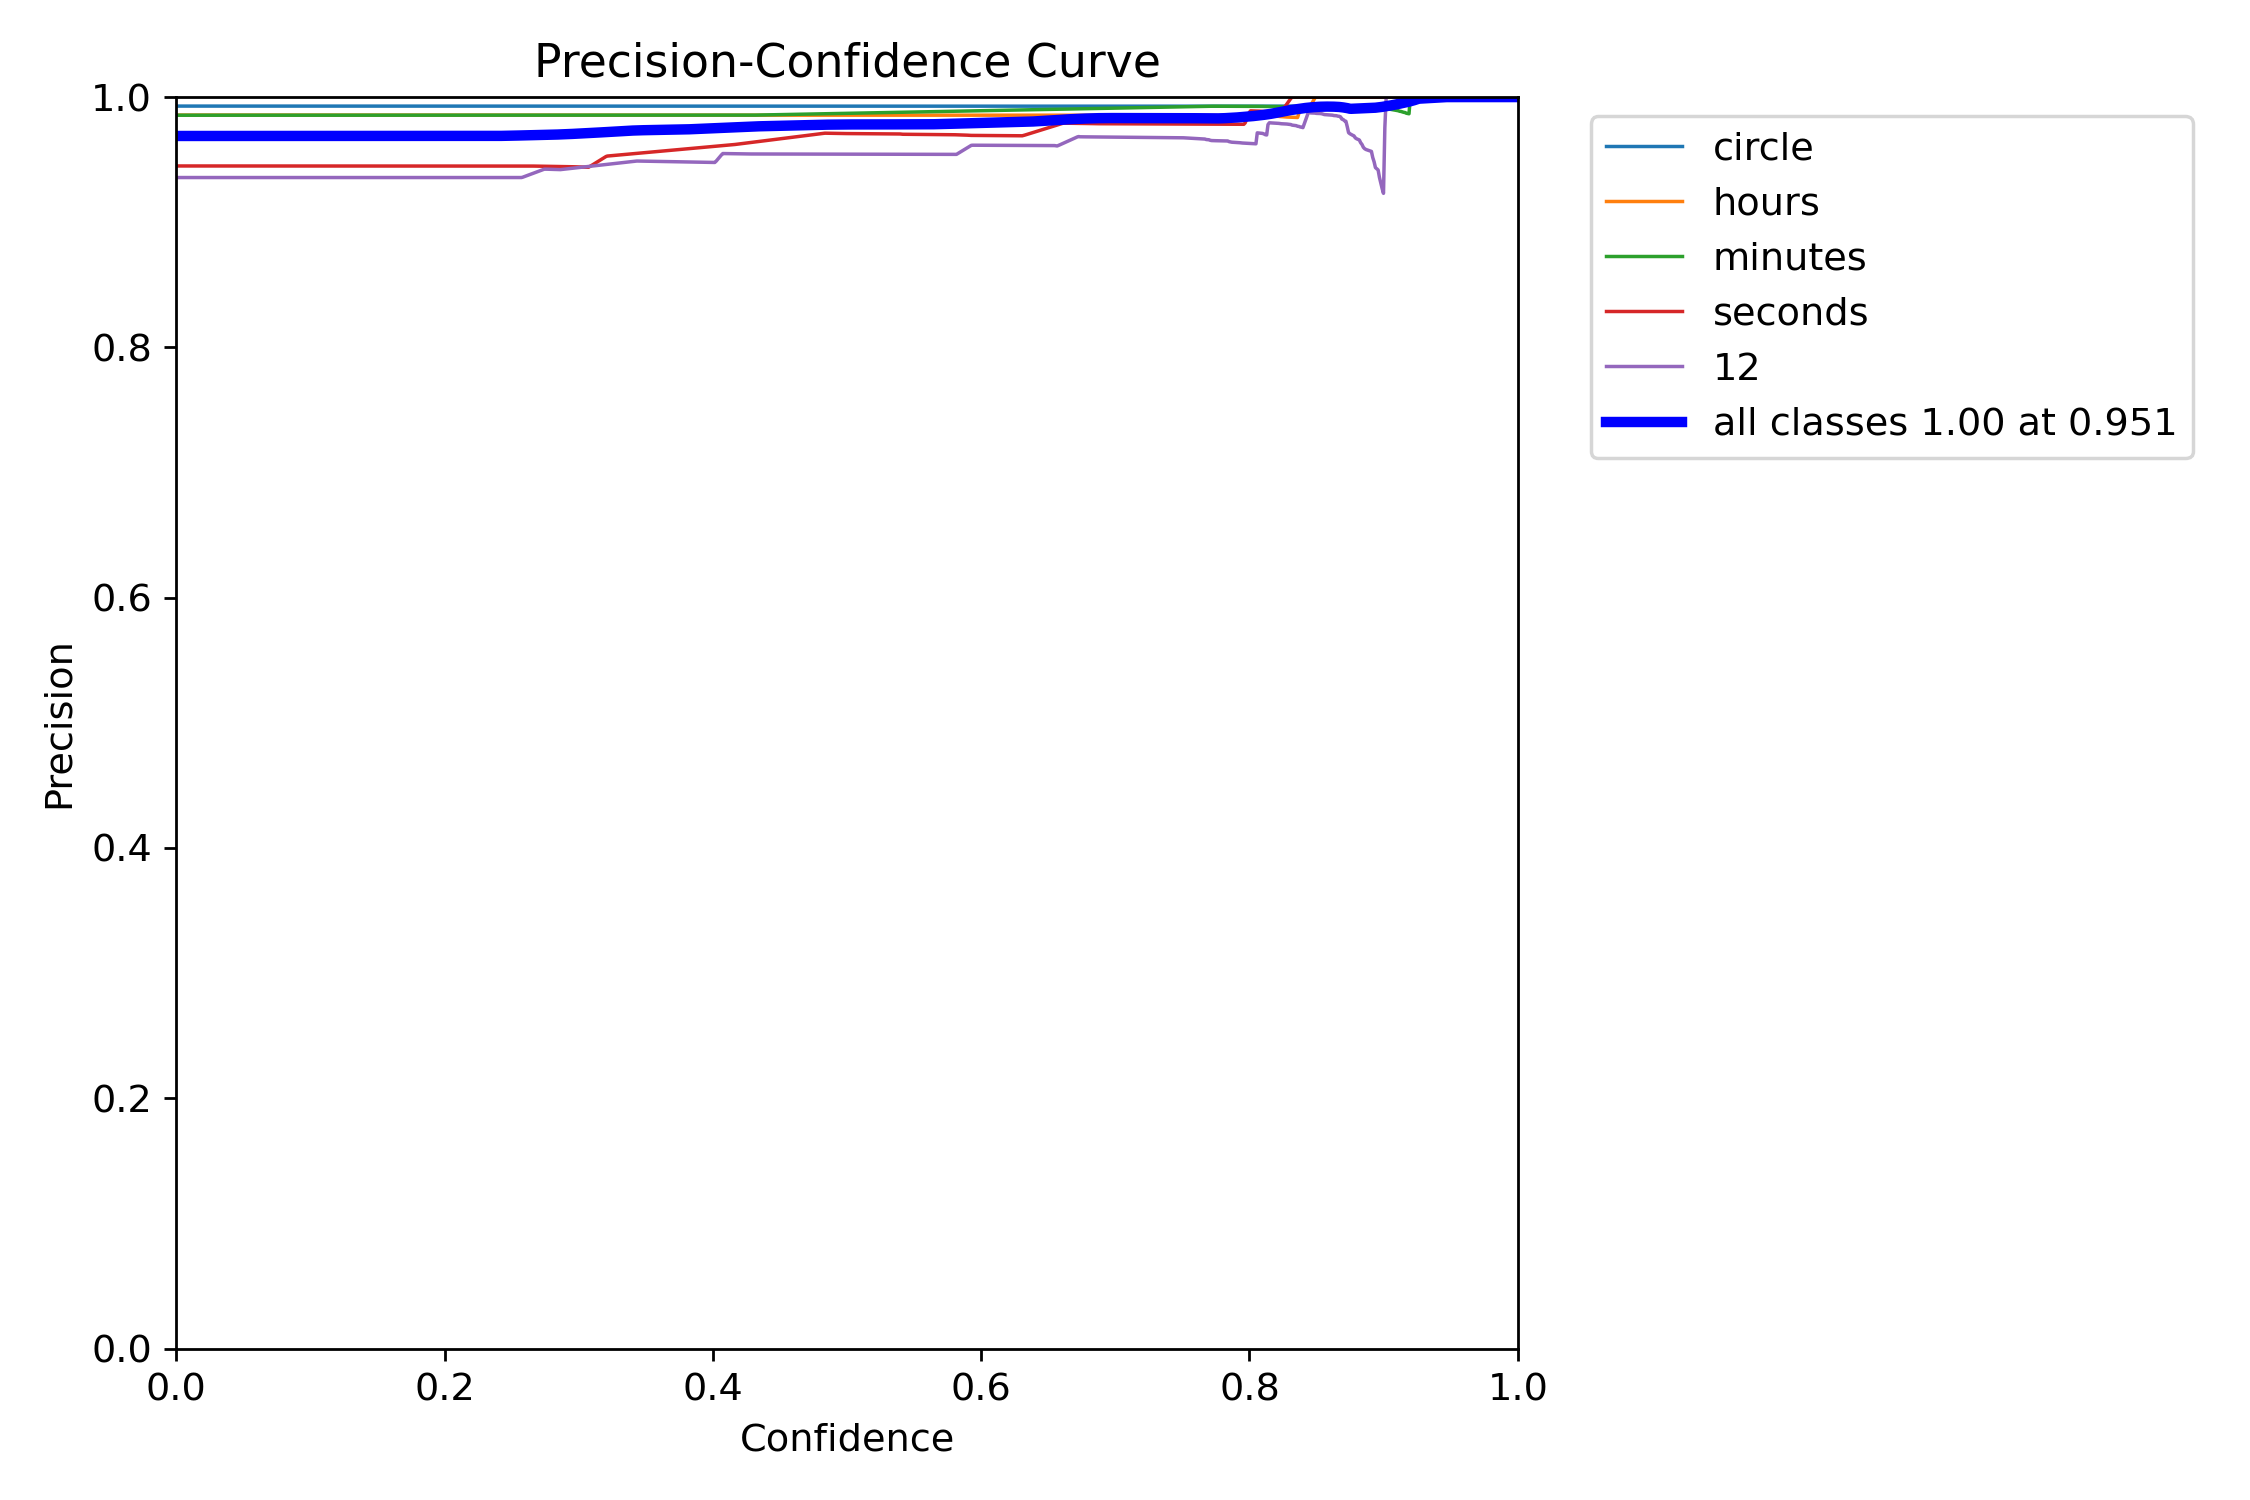 Precision-Confidence Curve
1.0
0.8
0.6
0.4
0.2
0.0
Precision
0.0 0.2 0.4 0.6 0.8 1.0
Confidence
circle
hours
minutes
seconds
12
all classes 1.00 at 0.951